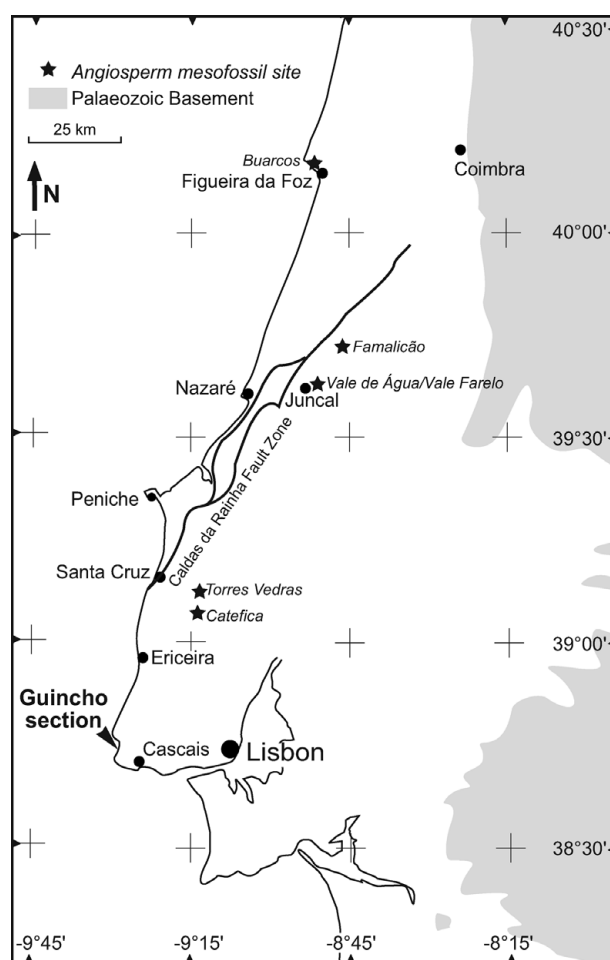 40°30'
Angiosperm mesofossil site
Palaeozoic Basement
25 km
N
Buarcos
Figueira da Foz
Coimbra
40°00'
Famalicão
Nazaré
Vale de Água/Vale Farelo
Juncal
39°30'
Caldas da Rainha Fault Zone
Peniche
Santa Cruz
Torres Vedras
Catefica
39°00'
Ericeira
Guincho
section
Cascais
Lisbon
38°30'
-9°45'
-9°15'
-8°45'
-8°15'